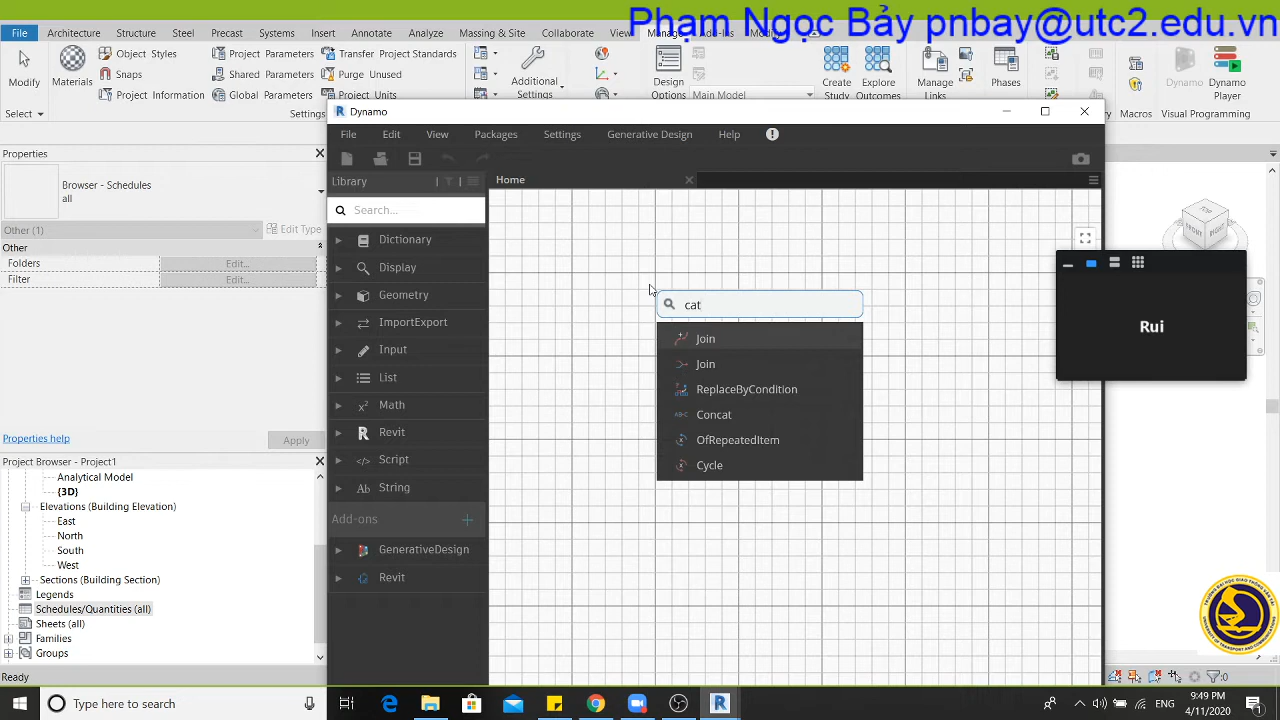 Phạm Ngọc Bảy pnbay@utc2.edu.vn
File Architecture Structure Steel Precast Systems Insert Annotate Analyze Massing & Site Collaborate View
Modify
Materials
Object Styles
Snaps
Project Information
Project Parameters
Shared Parameters
Global Parameters
Transfer Project Standards
Purge Unused
Project Units
Additional
Settings
Design
Options
Main Model
Create
Study
Explore
Outcomes
Manage
Links
Phases
Dynamo
Dynamo
Player
Select
Settings
Macros
Visual Programming
Dynamo
File Edit View Packages Settings Generative Design Help
Properties
Browser - Schedules
all
Other (1)
Edit Type
Other
Folders
Edit...
Filter
Edit...
Properties help
Apply
Project Browser - Project1
Analytical Model
{3D}
Elevations (Building Elevation)
East
North
South
West
Sections (Building Section)
Legends
Schedules/Quantities (all)
Sheets (all)
Families
Groups
Ready
Library
Search...
Dictionary
Display
Geometry
ImportExport
Input
List
Math
Revit
Script
String
Add-ons
GenerativeDesign
Revit
Home
cat
Join
Join
ReplaceByCondition
Concat
OfRepeatedItem
Cycle
TOP
FRONT
RIGHT
Rui
:0
Type here to search
ENG
9:49 PM
4/11/2020